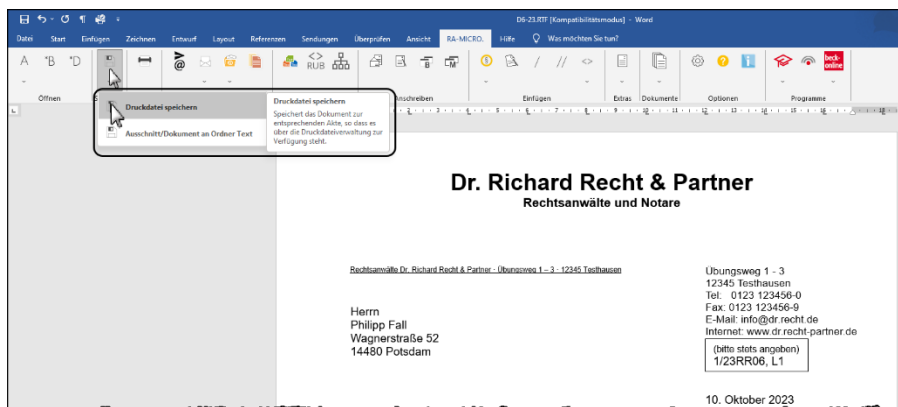 D6-23.RTF [Kompatibilitätsmodus] - Word
Datei Start Einfügen Zeichnen Entwurf Layout Referenzen Sendungen Überprüfen Ansicht RA-MICRO. Hilfe Was möchten Sie tun?
A "B "D RUB B M beck-online
Öffnen Anschreiben Einfügen Extras Dokumente Optionen Programme
Druckdatei speichern
Ausschnitt/Dokument an Ordner Text
Druckdatei speichern
Speichert das Dokument zur
entsprechenden Akte, so dass es
über die Druckdateiverwaltung zur
Verfügung steht.
Dr. Richard Recht & Partner
Rechtsanwälte und Notare
Rechtsanwälte Dr. Richard Recht & Partner - Übungsweg 1 – 3 - 12345 Testhausen
Herrn
Philipp Fall
Wagnerstraße 52
14480 Potsdam
Übungsweg 1 - 3
12345 Testhausen
Tel: 0123 123456-0
Fax: 0123 123456-9
E-Mail: info@dr.recht.de
Internet: www.dr.recht-partner.de
(bitte stets angeben)
1/23RR06, L1
10. Oktober 2023